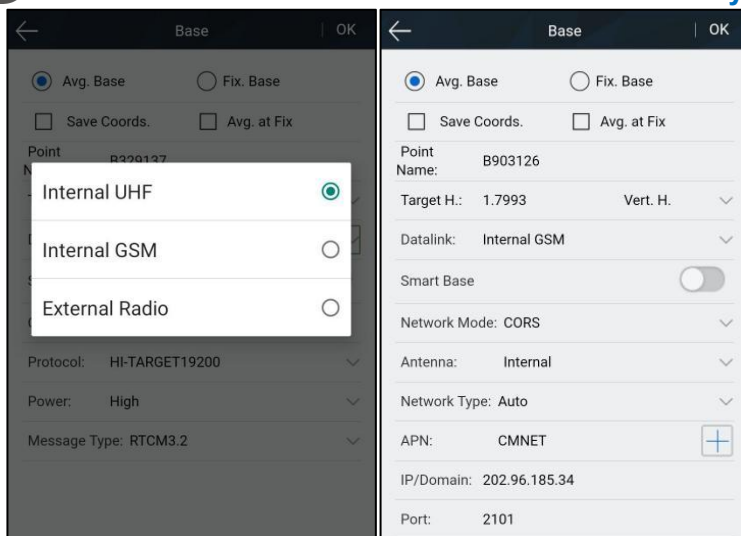 Base
OK
Avg. Base
Fix. Base
Save Coords.
Avg. at Fix
Point
B329137
Internal UHF
Internal GSM
External Radio
Protocol: HI-TARGET19200
Power: High
Message Type: RTCM3.2
Base
OK
Avg. Base
Fix. Base
Save Coords.
Avg. at Fix
Point
Name: B903126
Target H.: 1.7993 Vert. H.
Datalink: Internal GSM
Smart Base
Network Mode: CORS
Antenna: Internal
Network Type: Auto
APN: CMNET
IP/Domain: 202.96.185.34
Port: 2101